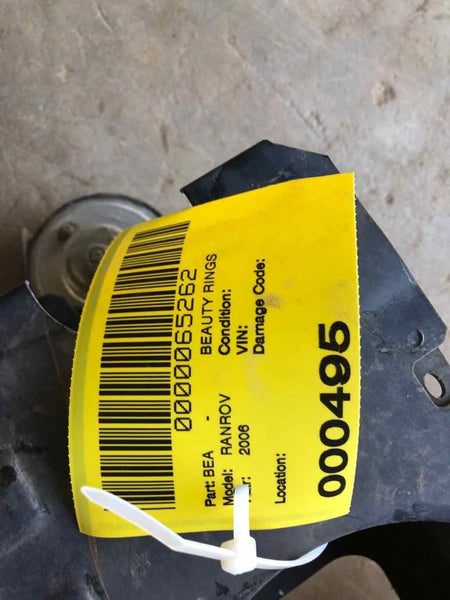 0000065262
Part: BEA - BEAUTY RINGS
Model: RANROV Condition:
2006 VIN:
Damage Code:
Location:
000495